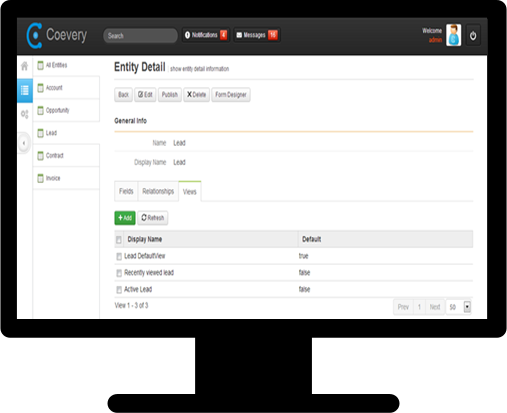 Coevery
Search
Notifications 4
Messages 16
Welcome
admin
All Entities
Account
Opportunity
Lead
Contract
Invoice
Entity Detail show entity detail information
Back Edit Publish Delete Form Designer
General Info
Name Lead
Display Name Lead
Fields Relationships Views
Add Refresh
Display Name Default
Lead DefaultView true
Recently viewed lead false
Active Lead false
View 1 - 3 of 3
Prev 1 Next 50